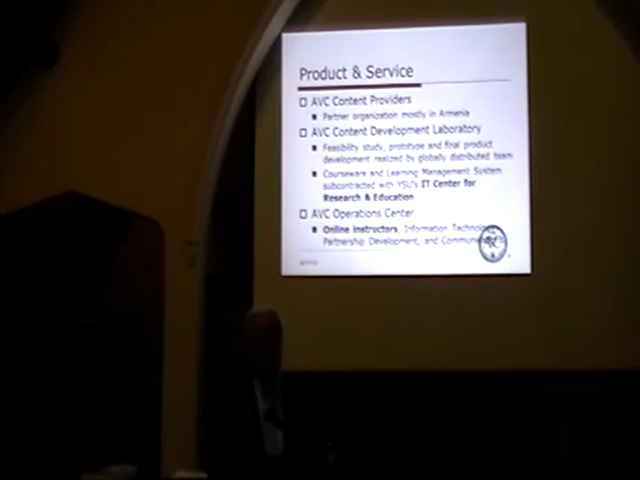 Product & Service
AVC Content Providers
Partner organization mostly in Armenia
AVC Content Development Laboratory
Feasibility study, prototype and final product
development realized by globally distributed team
Courseware and Learning Management System
subcontracted with YSU's IT Center for
Research & Education
AVC Operations Center
Online Instructors, Information
Partnership Development, and